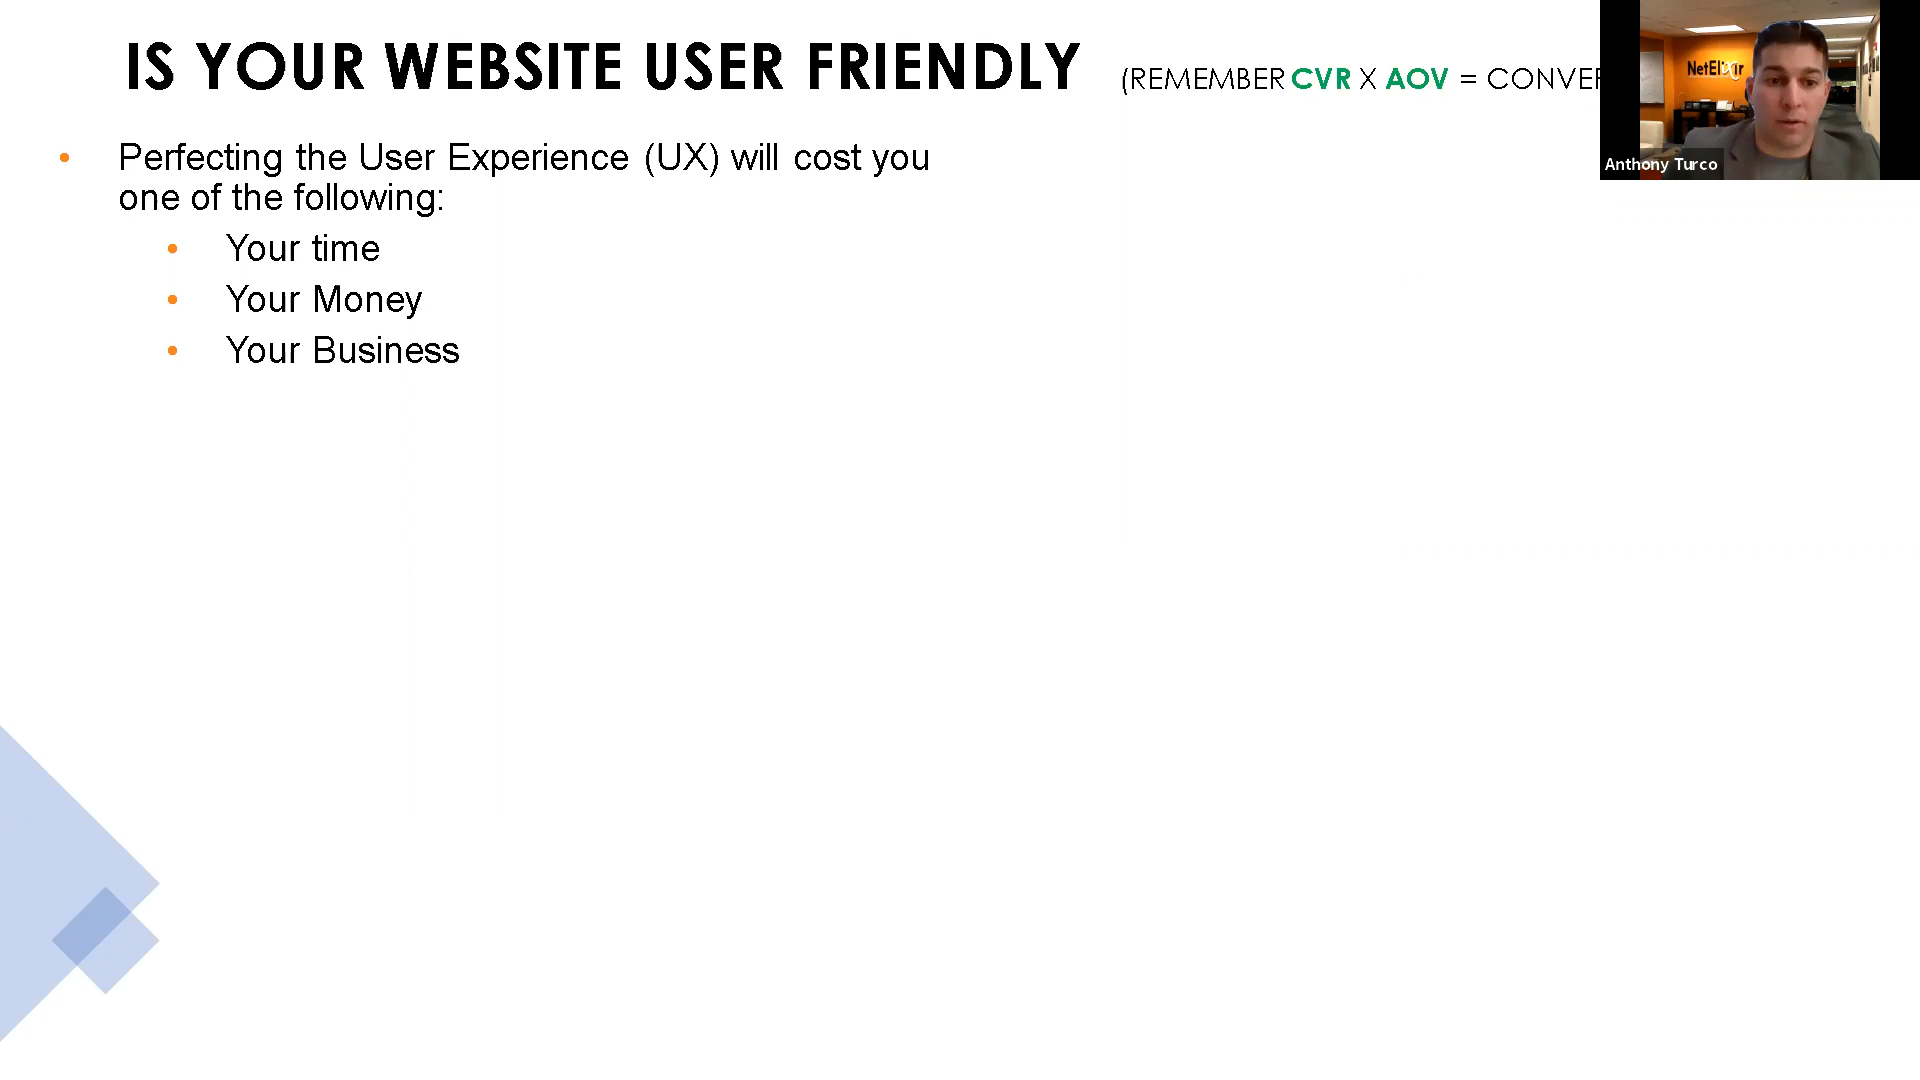 IS YOUR WEBSITE USER FRIENDLY (REMEMBER CVR X AOV = 
NetElixir
Anthony Turco
• Perfecting the User Experience (UX) will cost you
one of the following:
• Your time
• Your Money
• Your Business